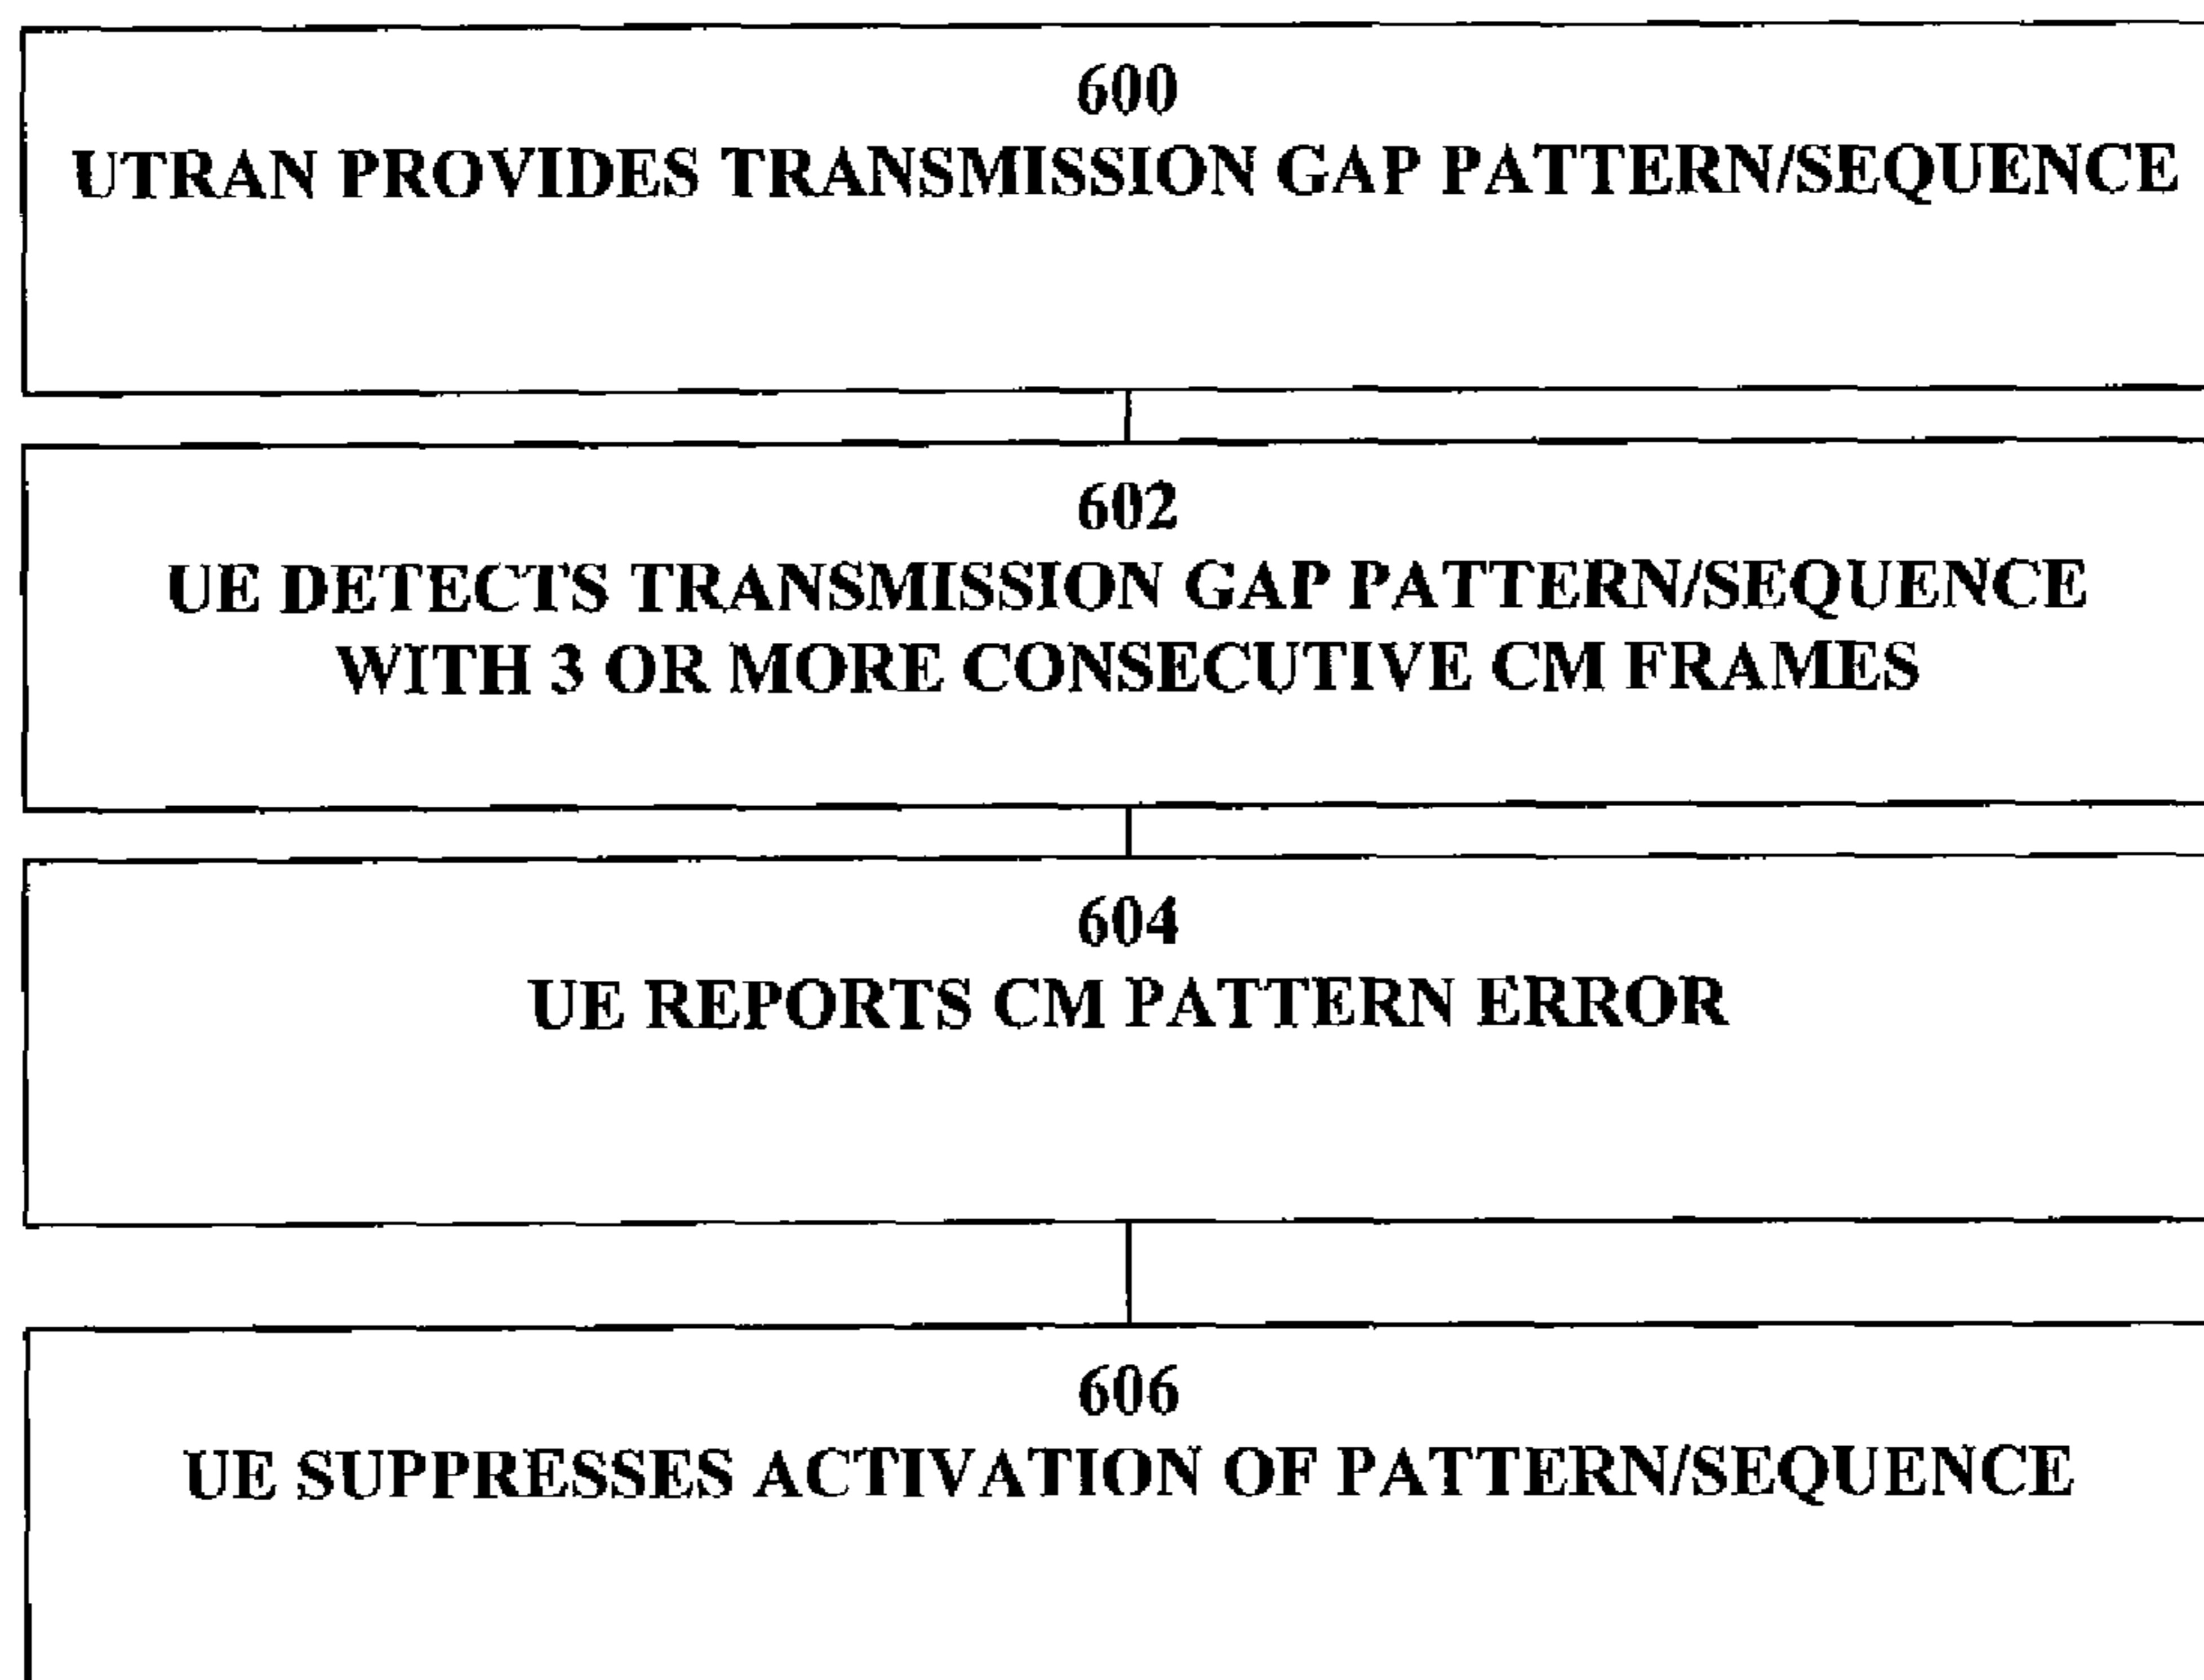 600
UTRAN PROVIDES TRANSMISSION GAP PATTERN/SEQUENCE
602
UE DETECTS TRANSMISSION GAP PATTERN/SEQUENCE
WITH 3 OR MORE CONSECUTIVE CM FRAMES
604
UE REPORTS CM PATTERN ERROR
606
UE SUPPRESSES ACTIVATION OF PATTERN/SEQUENCE